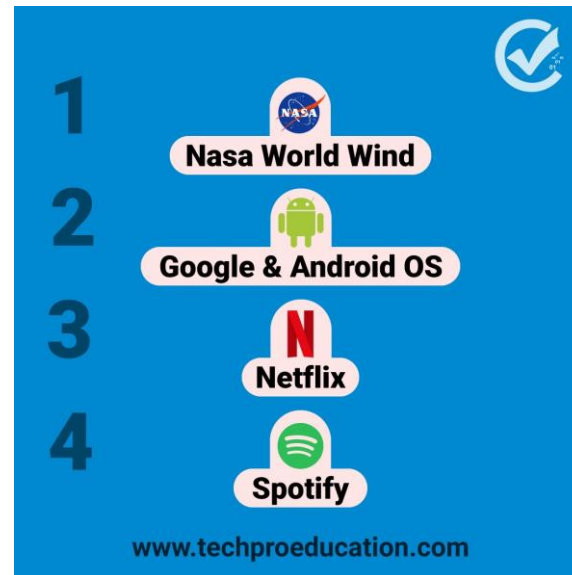 1
NASA
Nasa World Wind
2
Google & Android OS
3
N
Netflix
4
Spotify
www.techproeducation.com